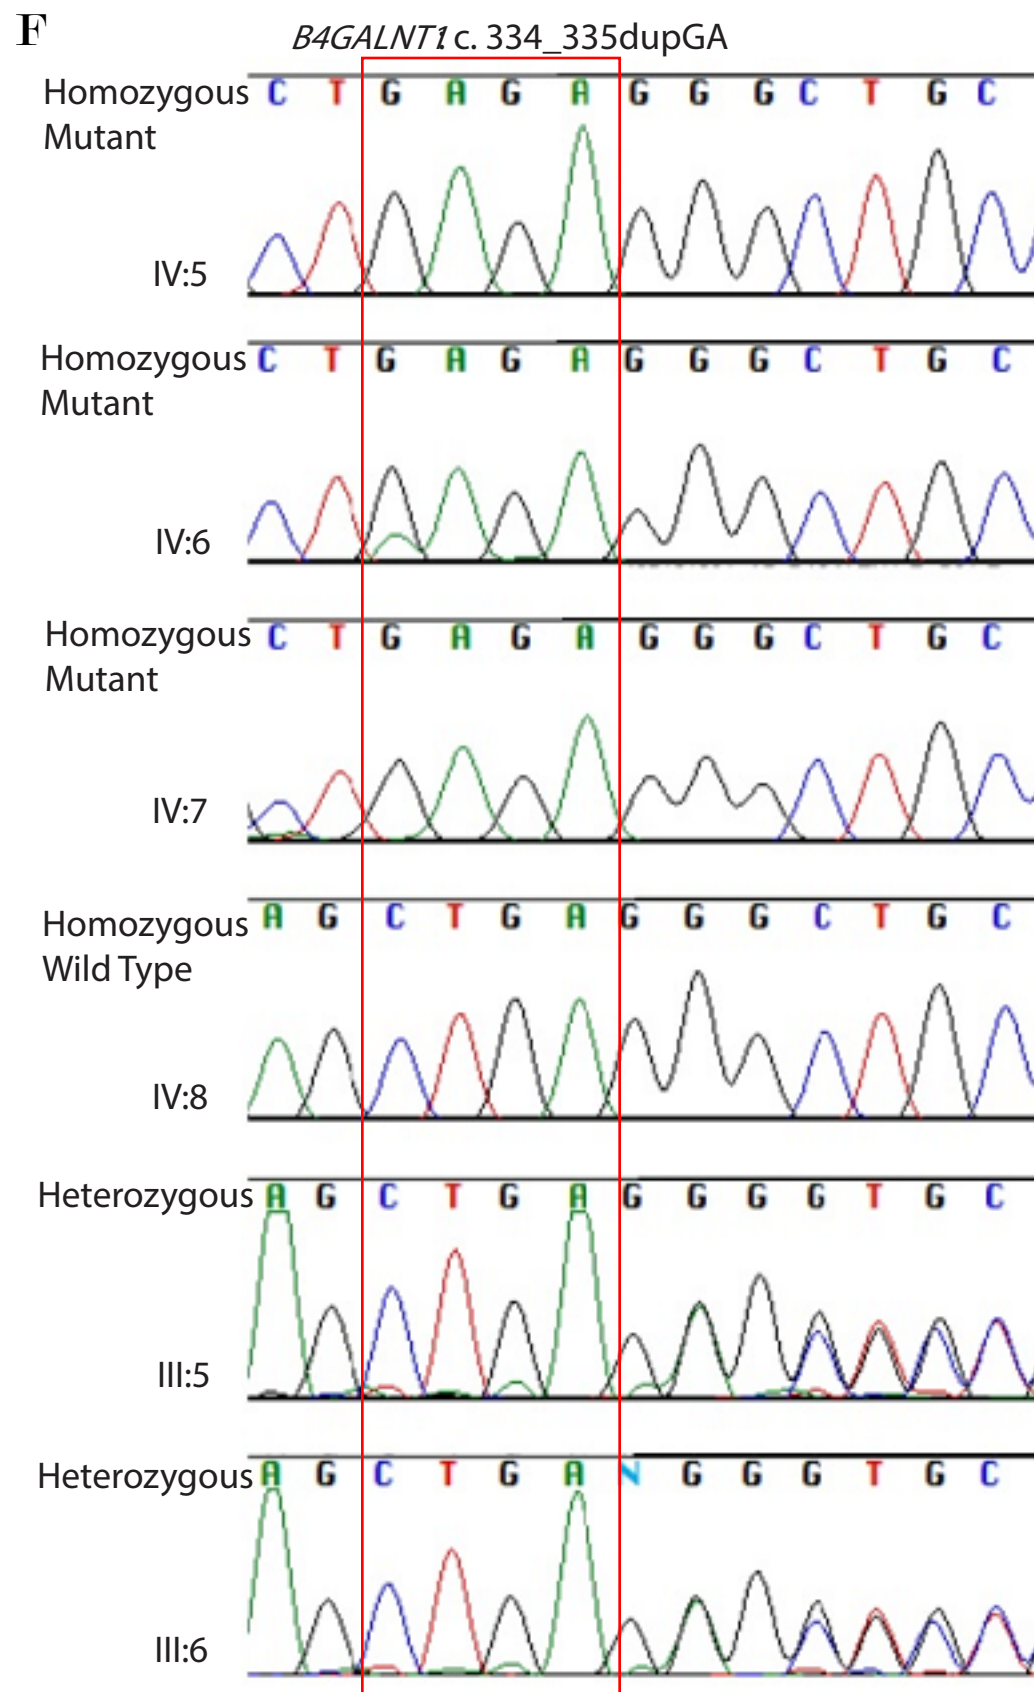 F
B4GALNT1: c. 334_335dupGA
Homozygous
Mutant
C T G A G A G G G C T G C
IV:5
Homozygous
Mutant
C T G A G A G G G C T G C
IV:6
Homozygous
Mutant
C T G A G A G G G C T G C
IV:7
Homozygous
Wild Type
A G C T G A G G G C T G C
IV:8
Heterozygous
A G C T G A G G G G T G C
III:5
Heterozygous
A G C T G A N G G G T G C
III:6